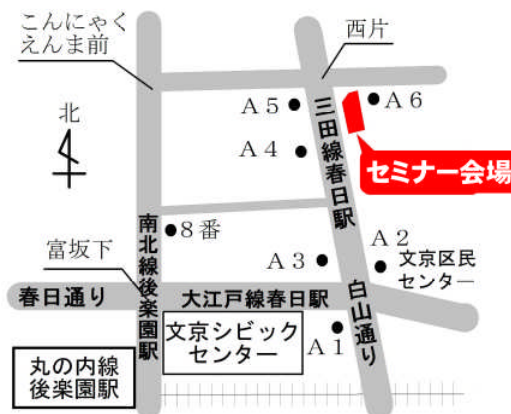 こんにゃく
えんま前
西片
A5
A6
三田線春日駅
北
A4
セミナー会場
南北線後楽園駅
8番
A2
A3
文京区民
センター
富坂下
春日通り
大江戸線春日駅
白山通り
文京シビック
センター
A1
丸の内線
後楽園駅